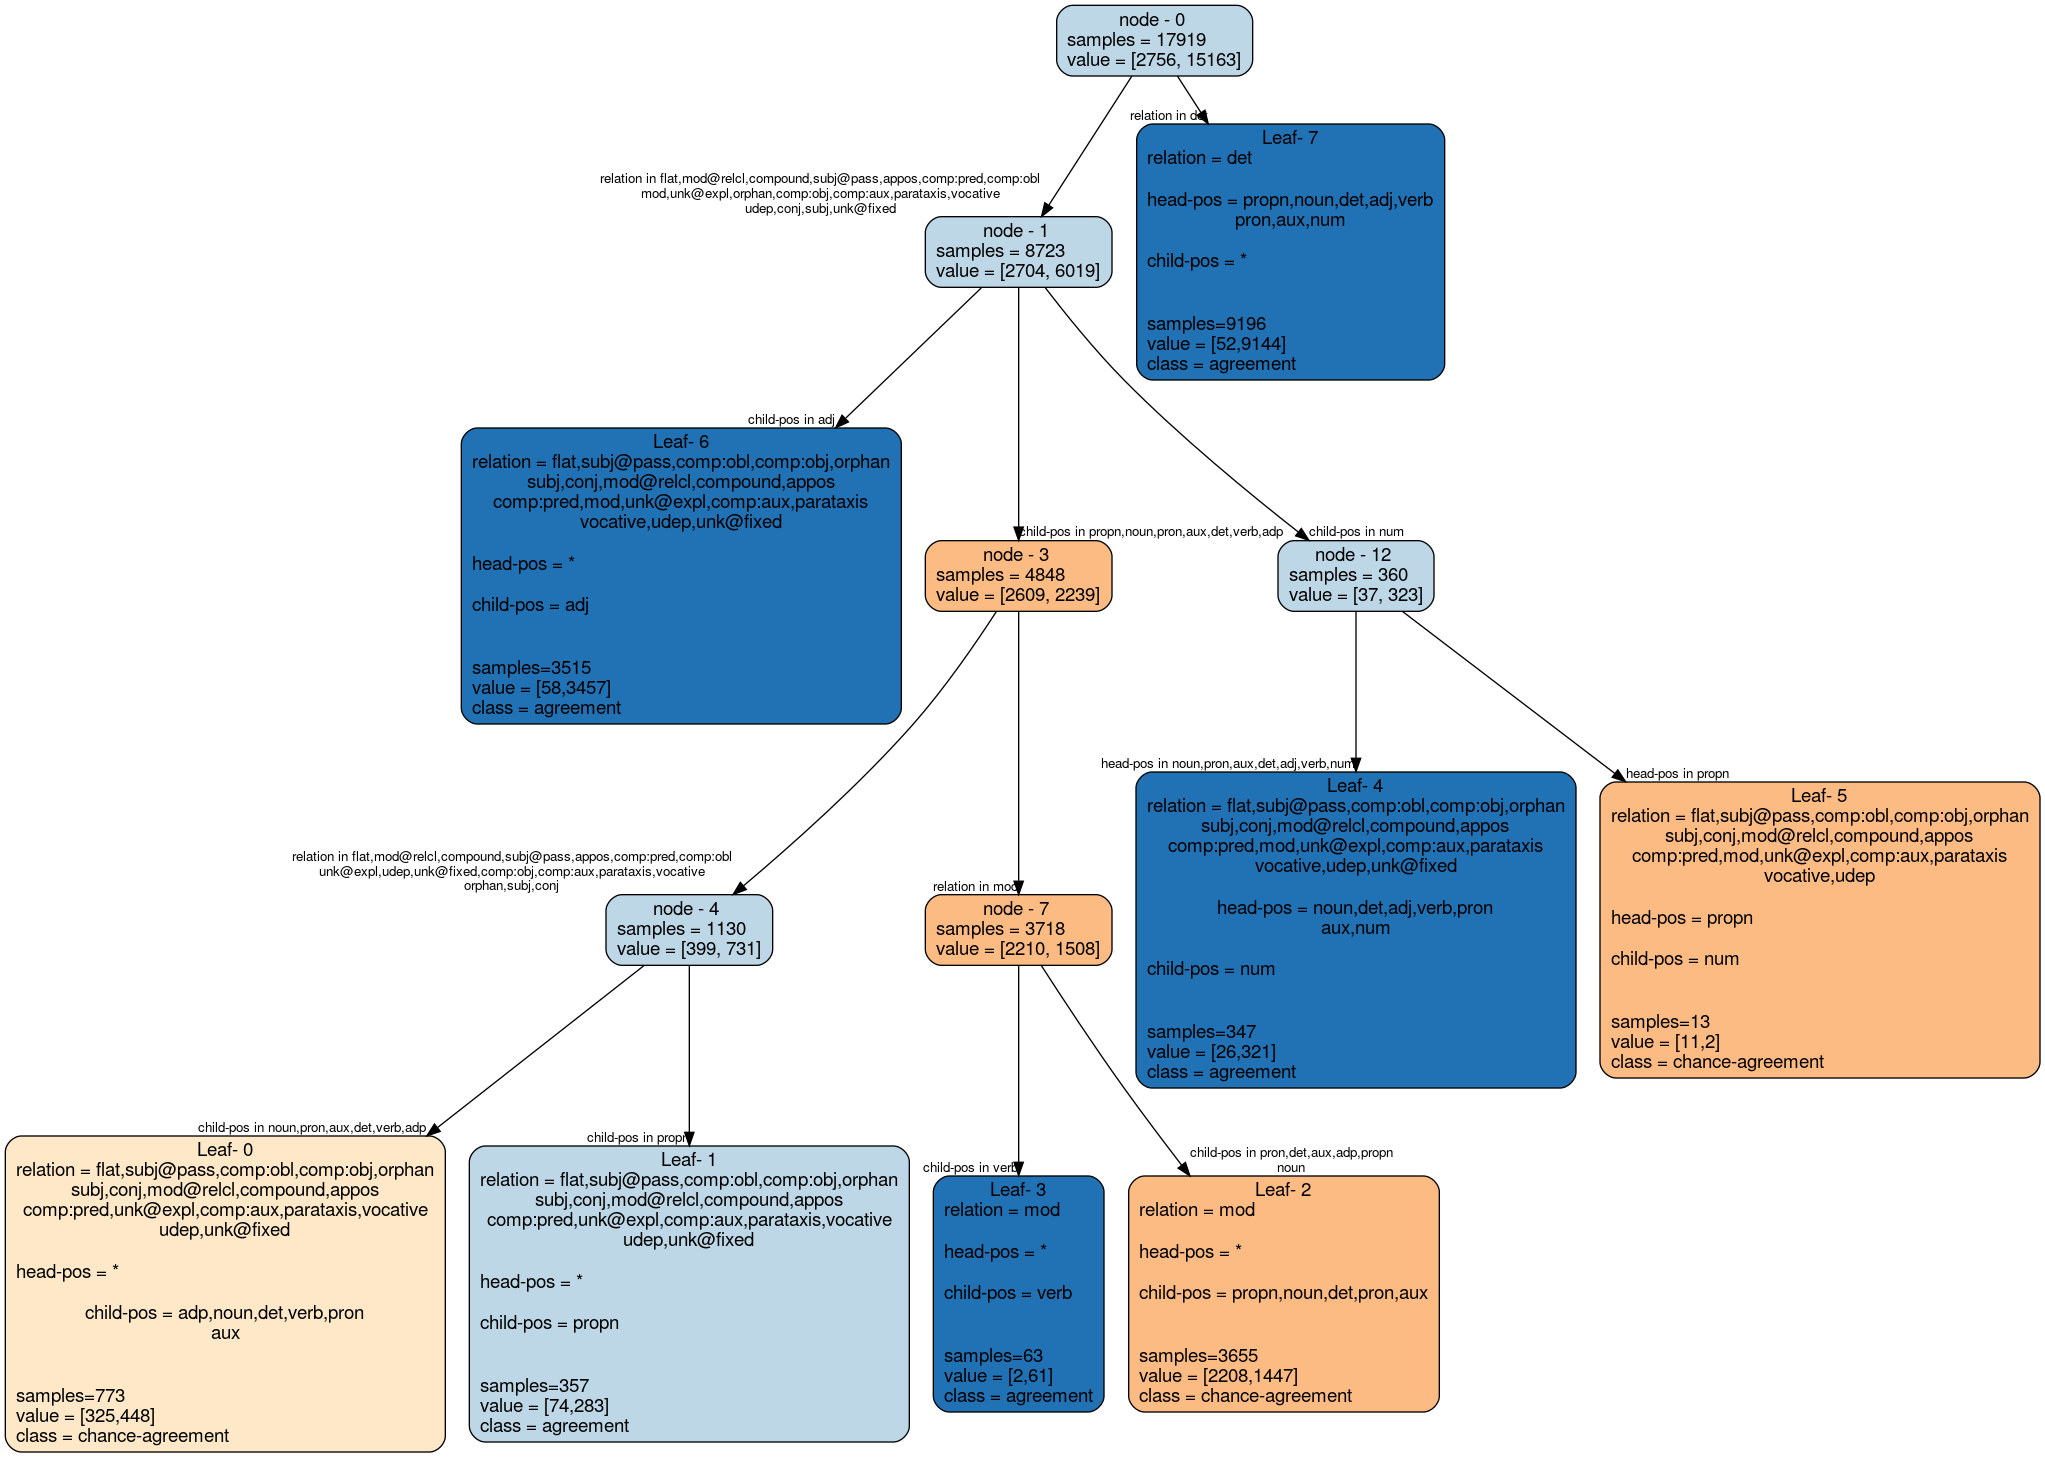 node - 0
samples = 17919
value = [2756, 15163]
relation in det
Leaf- 7
relation = det
head-pos = propn,noun,det,adj,verb
pron,aux,num
child-pos = *
samples=9196
value = [52,9144]
class = agreement
relation in flat,mod@relcl,compound,subj@pass,appos,comp:pred,comp:obl
mod,unk@expl,orphan,comp:obj,comp:aux,parataxis,vocative
udep,conj,subj,unk@fixed
node - 1
samples = 8723
value = [2704, 6019]
child-pos in adj
Leaf- 6
relation = flat,subj@pass,comp:obl,comp:obj,orphan
subj,conj,mod@relcl,compound,appos
comp:pred,mod,unk@expl,comp:aux,parataxis
vocative,udep,unk@fixed
head-pos = *
child-pos = adj
samples=3515
value = [58,3457]
class = agreement
child-pos in propn,noun,pron,aux,det,verb,adp
node - 3
samples = 4848
value = [2609, 2239]
child-pos in num
node - 12
samples = 360
value = [37, 323]
head-pos in noun,pron,aux,det,adj,verb,num
Leaf- 4
relation = flat,subj@pass,comp:obl,comp:obj,orphan
subj,conj,mod@relcl,compound,appos
comp:pred,mod,unk@expl,comp:aux,parataxis
vocative,udep,unk@fixed
head-pos = noun,det,adj,verb,pron
aux,num
child-pos = num
samples=347
value = [26,321]
class = agreement
head-pos in propn
Leaf- 5
relation = flat,subj@pass,comp:obl,comp:obj,orphan
subj,conj,mod@relcl,compound,appos
comp:pred,mod,unk@expl,comp:aux,parataxis
vocative,udep
head-pos = propn
child-pos = num
samples=13
value = [11,2]
class = chance-agreement
relation in flat,mod@relcl,compound,subj@pass,appos,comp:pred,comp:obl
unk@expl,udep,unk@fixed,comp:obj,comp:aux,parataxis,vocative
orphan,subj,conj
node - 4
samples = 1130
value = [399, 731]
relation in mod
node - 7
samples = 3718
value = [2210, 1508]
child-pos in noun,pron,aux,det,verb,adp
Leaf- 0
relation = flat,subj@pass,comp:obl,comp:obj,orphan
subj,conj,mod@relcl,compound,appos
comp:pred,unk@expl,comp:aux,parataxis,vocative
udep,unk@fixed
head-pos = *
child-pos = adp,noun,det,verb,pron
aux
samples=773
value = [325,448]
class = chance-agreement
child-pos in propn
Leaf- 1
relation = flat,subj@pass,comp:obl,comp:obj,orphan
subj,conj,mod@relcl,compound,appos
comp:pred,unk@expl,comp:aux,parataxis,vocative
udep,unk@fixed
head-pos = *
child-pos = propn
samples=357
value = [74,283]
class = agreement
child-pos in verb
Leaf- 3
relation = mod
head-pos = *
child-pos = verb
samples=63
value = [2,61]
class = agreement
child-pos in pron,det,aux,adp,propn
noun
Leaf- 2
relation = mod
head-pos = *
child-pos = propn,noun,det,pron,aux
samples=3655
value = [2208,1447]
class = chance-agreement